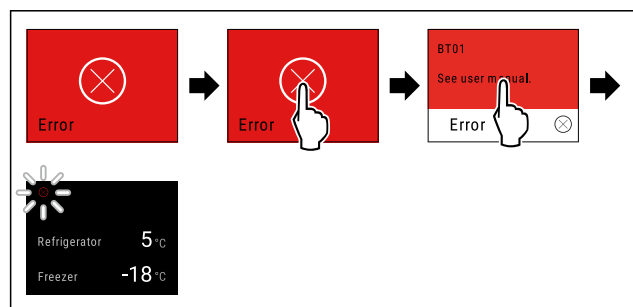 Error
Error
BT01
See user manual.
Error
Refrigerator 5 °C
Freezer -18 °C